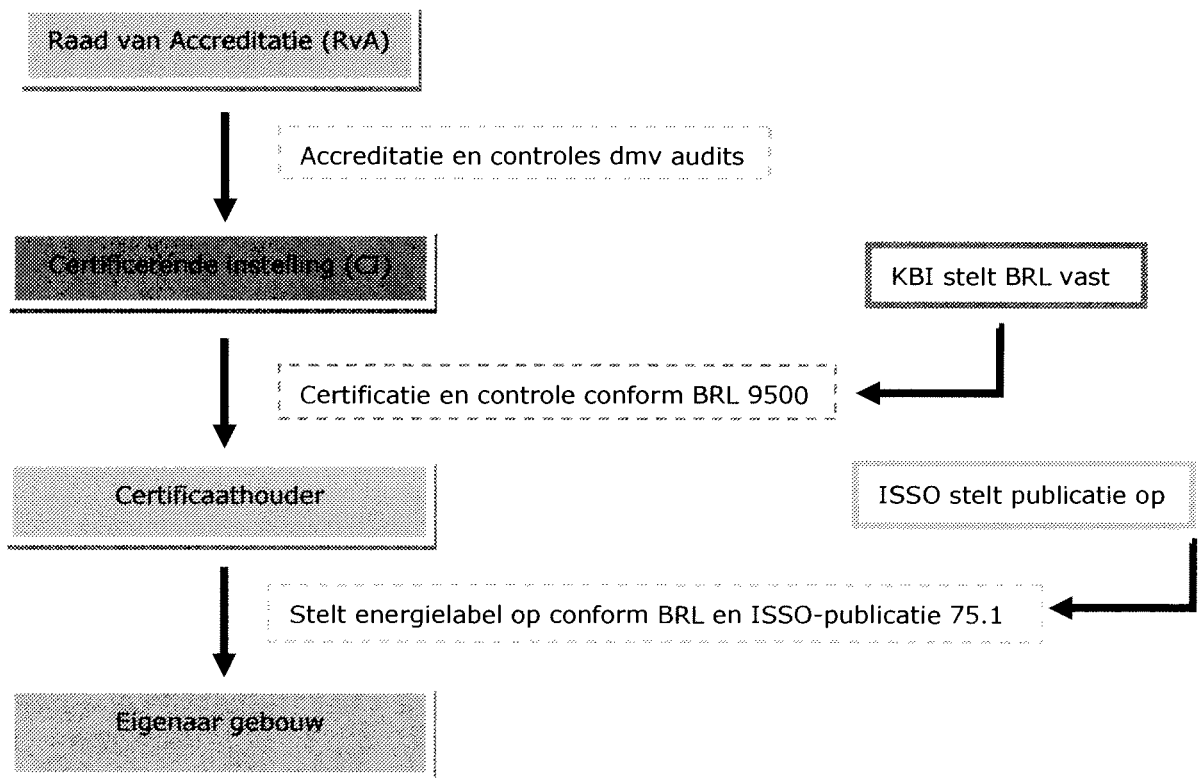 Raad van Accreditatie (RvA)
Accreditatie en controles dmv audits
Certificerende instelling (CI)
KBI stelt BRL vast
Certificatie en controle conform BRL 9500
Certificaathouder
ISSO stelt publicatie op
Stelt energielabel op conform BRL en ISSO-publicatie 75.1
Eigenaar gebouw